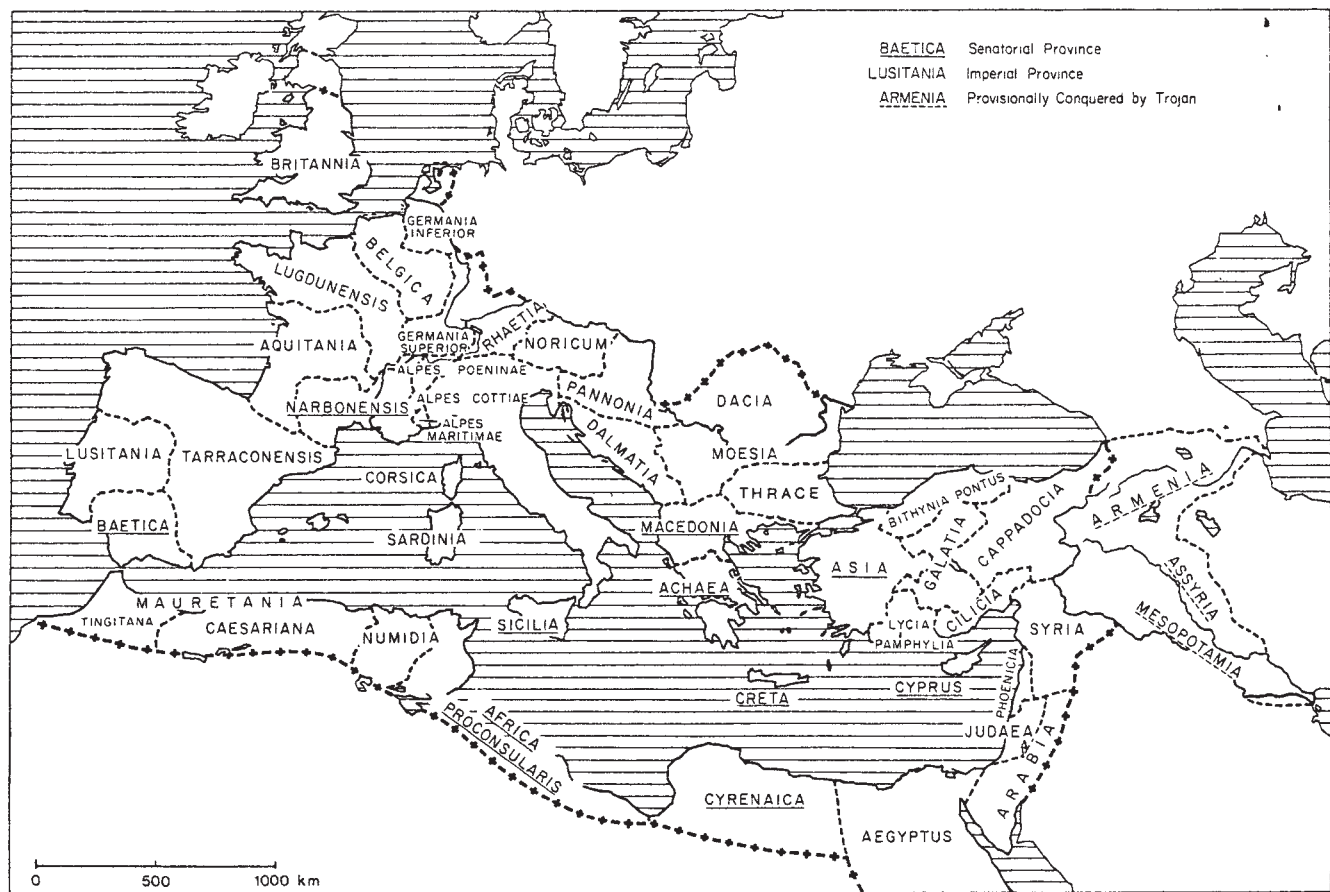 BAETICA Senatorial Province
LUSITANIA Imperial Province
ARMENIA Provisionally Conquered by Trojan
BRITANNIA
GERMANIA
INFERIOR
BELGICA
LUGDUNENSIS
GERMANIA
SUPERIOR
RHAETIA
NORICUM
AQUITANIA
ALPES POENINAE
PANNONIA
DACIA
NARBONENSIS
ALPES COTTIAE
ALPES
MARITIMAE
DALMATIA
MOESIA
LUSITANIA
TARRACONENSIS
CORSICA
THRACE
BITHYNIA PONTUS
ARMENIA
BAETICA
SARDINIA
MACEDONIA
ASIA
GALATIA
CAPPADOCIA
ASSYRIA
ACHAEA
MAURETANIA
TINGITANA
CAESARIANA
NUMIDIA
SICILIA
LYCIA
PAMPHYLIA
CILICIA
SYRIA
MESOPOTAMIA
CRETA
CYPRUS
PHOENICIA
AFRICA
PROCONSULARIS
JUDAEA
ARABIA
CYRENAICA
AEGYPTUS
0 500 1000 km